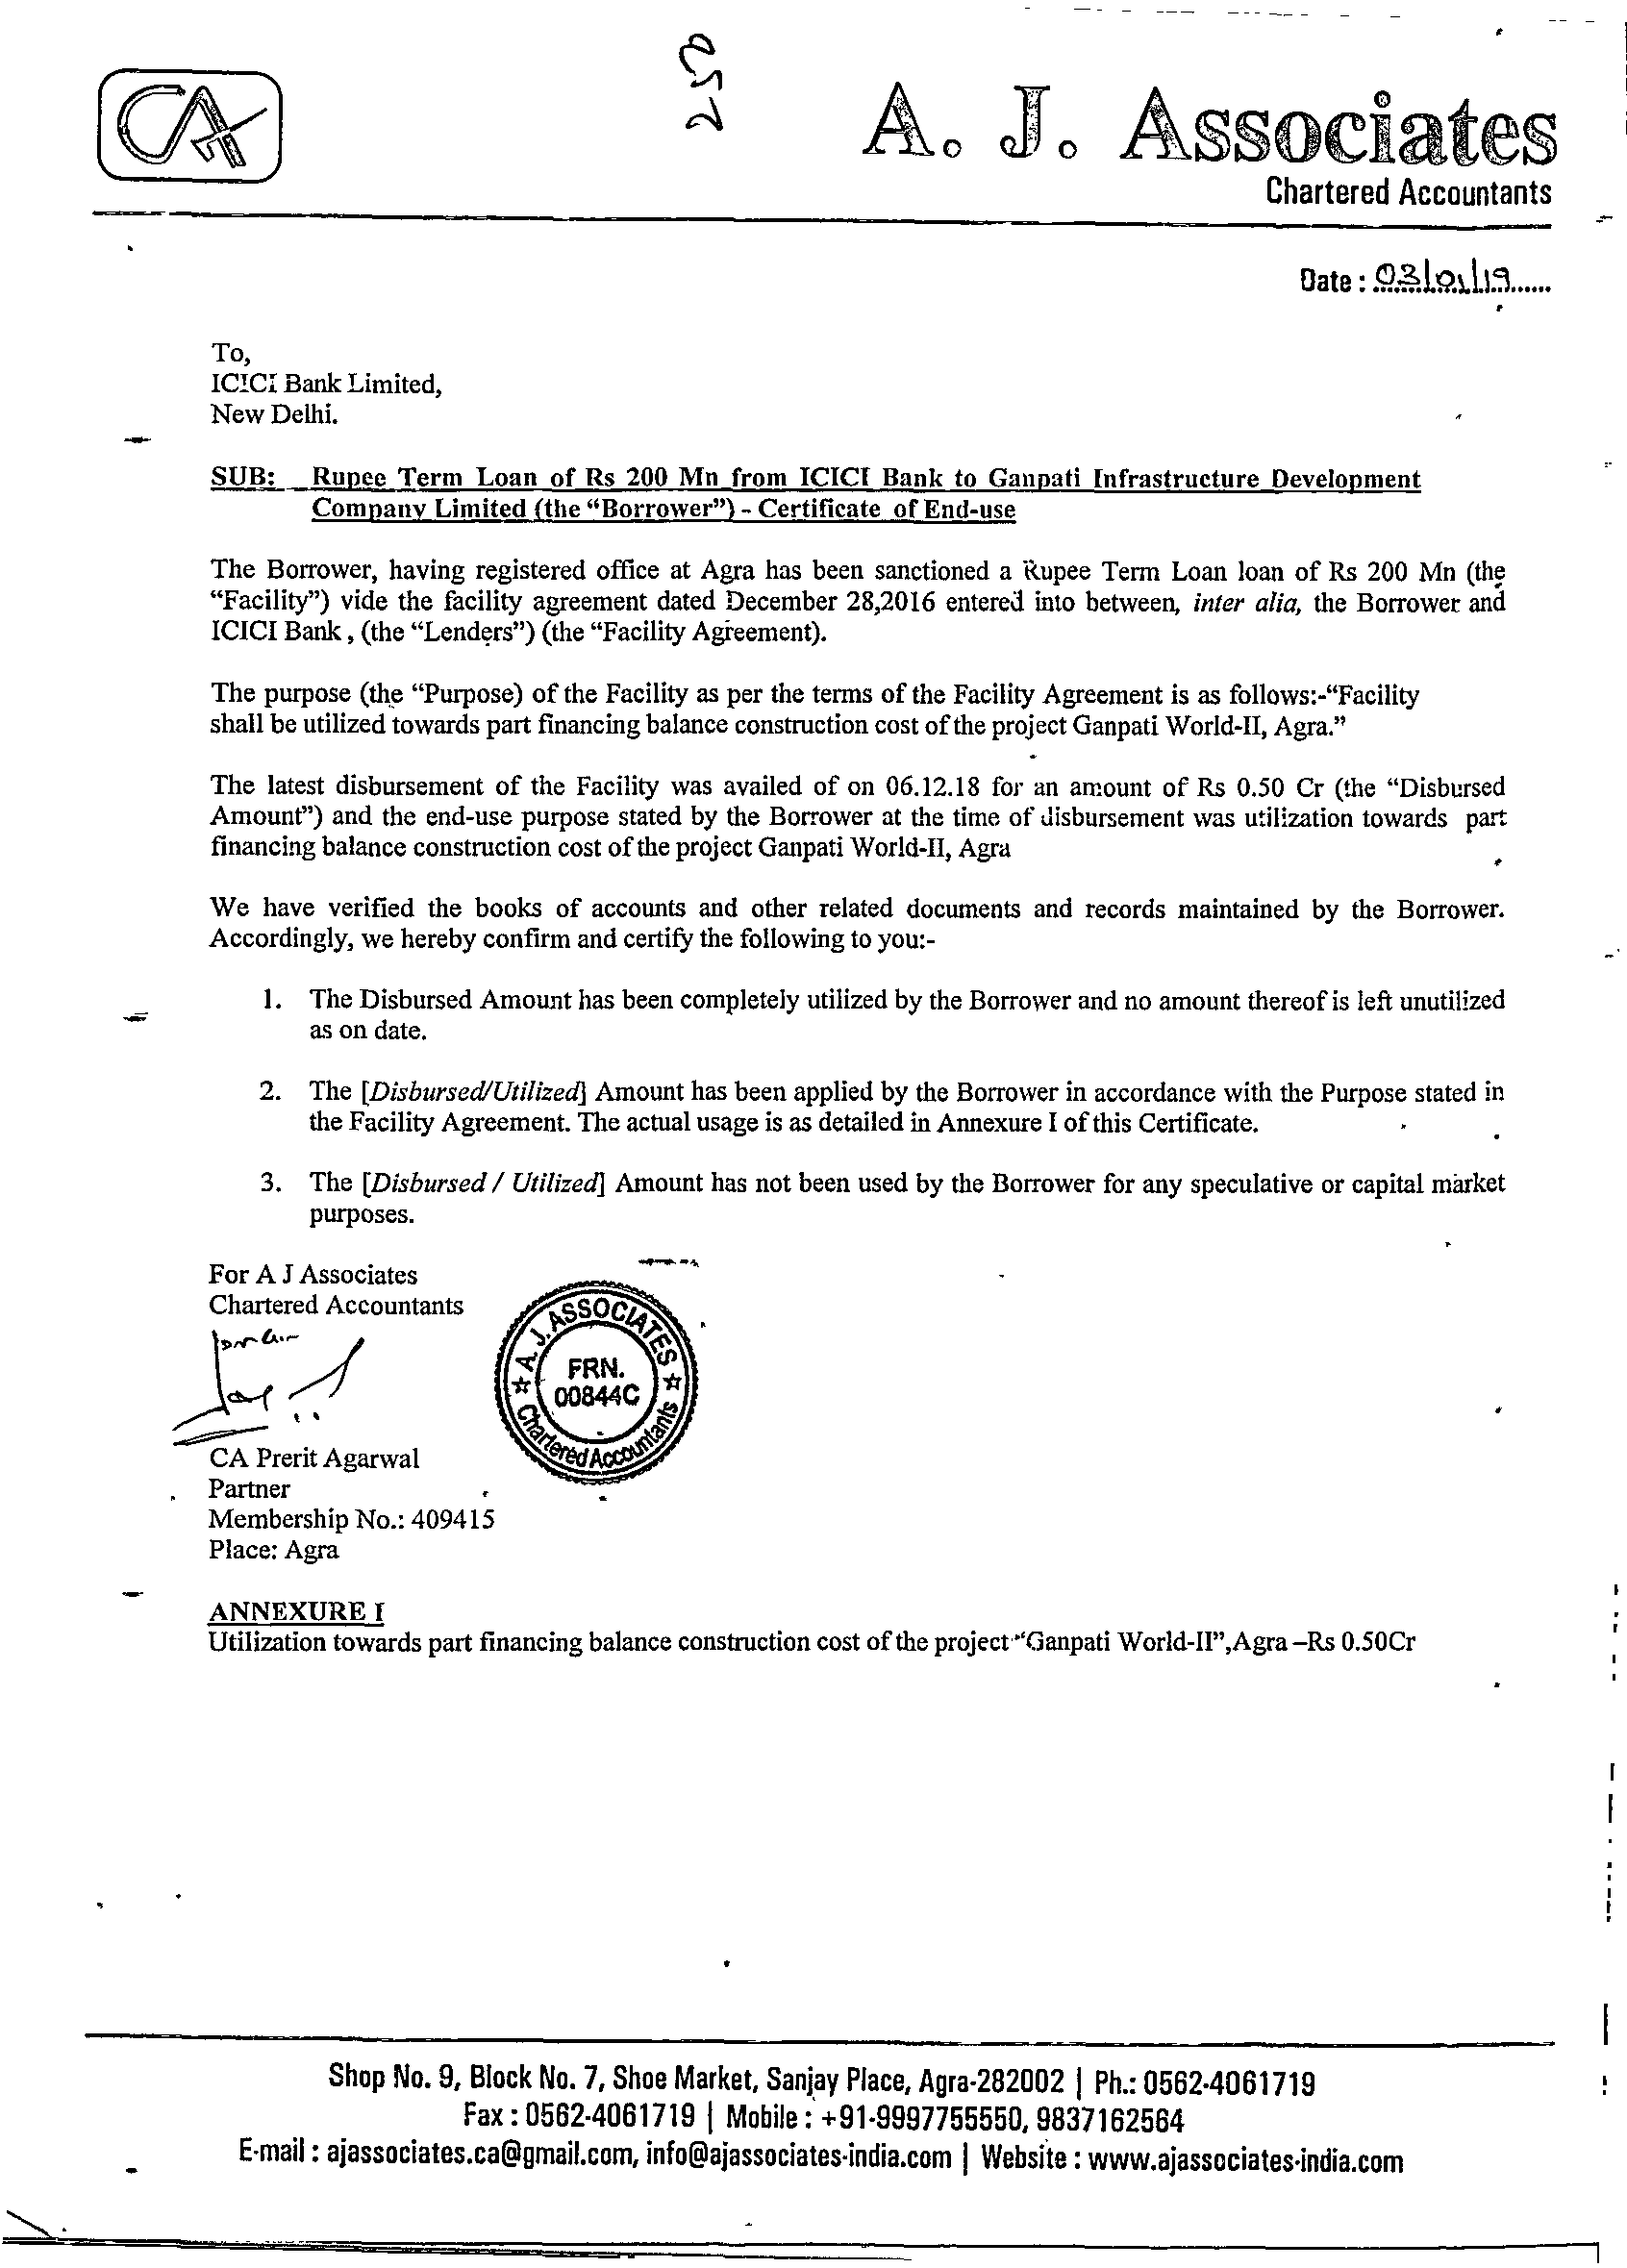 CA
A. J. Associates
Chartered Accountants
Date : 03/01/19
To,
ICICI Bank Limited,
New Delhi.
SUB: Rupee Term Loan of Rs 200 Mn from ICICI Bank to Ganpati Infrastructure Development
Company Limited (the “Borrower”) - Certificate of End-use
The Borrower, having registered office at Agra has been sanctioned a Rupee Term Loan loan of Rs 200 Mn (the
“Facility”) vide the facility agreement dated December 28,2016 entered into between, inter alia, the Borrower and
ICICI Bank , (the “Lenders”) (the “Facility Agreement).
The purpose (the “Purpose) of the Facility as per the terms of the Facility Agreement is as follows:-“Facility
shall be utilized towards part financing balance construction cost of the project Ganpati World-II, Agra.”
The latest disbursement of the Facility was availed of on 06.12.18 for an amount of Rs 0.50 Cr (the “Disbursed
Amount”) and the end-use purpose stated by the Borrower at the time of disbursement was utilization towards part
financing balance construction cost of the project Ganpati World-II, Agra
We have verified the books of accounts and other related documents and records maintained by the Borrower.
Accordingly, we hereby confirm and certify the following to you:-
1. The Disbursed Amount has been completely utilized by the Borrower and no amount thereof is left unutilized
as on date.
2. The [Disbursed/Utilized] Amount has been applied by the Borrower in accordance with the Purpose stated in
the Facility Agreement. The actual usage is as detailed in Annexure I of this Certificate.
3. The [Disbursed / Utilized] Amount has not been used by the Borrower for any speculative or capital market
purposes.
For A J Associates
Chartered Accountants
A. J. ASSOCIATES
FRN.
00844C
Chartered Accountants
CA Prerit Agarwal
Partner
Membership No.: 409415
Place: Agra
ANNEXURE I
Utilization towards part financing balance construction cost of the project “Ganpati World-II”,Agra –Rs 0.50Cr
Shop No. 9, Block No. 7, Shoe Market, Sanjay Place, Agra-282002 | Ph.: 0562-4061719
Fax : 0562-4061719 | Mobile : +91-9997755550, 9837162564
E-mail : ajassociates.ca@gmail.com, info@ajassociates-india.com | Website : www.ajassociates-india.com